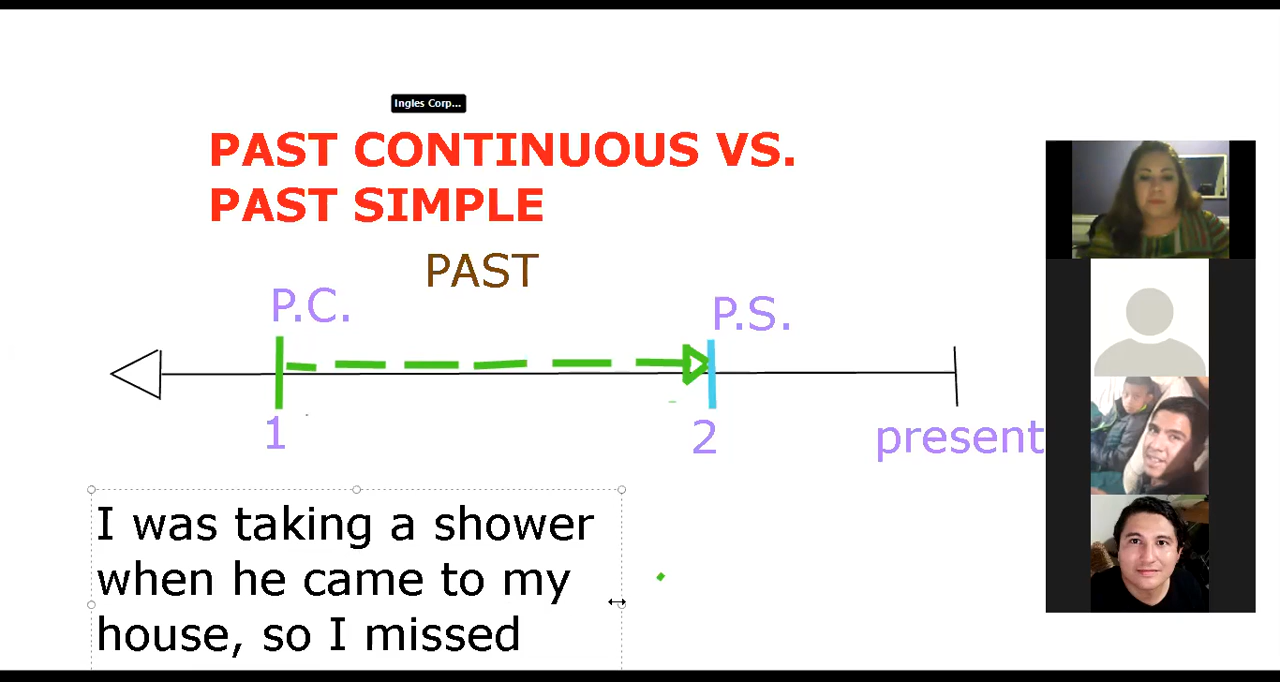 Ingles Corp...
PAST CONTINUOUS VS.
PAST SIMPLE
PAST
P.C.
P.S.
1
2
present
I was taking a shower
when he came to my
house, so I missed